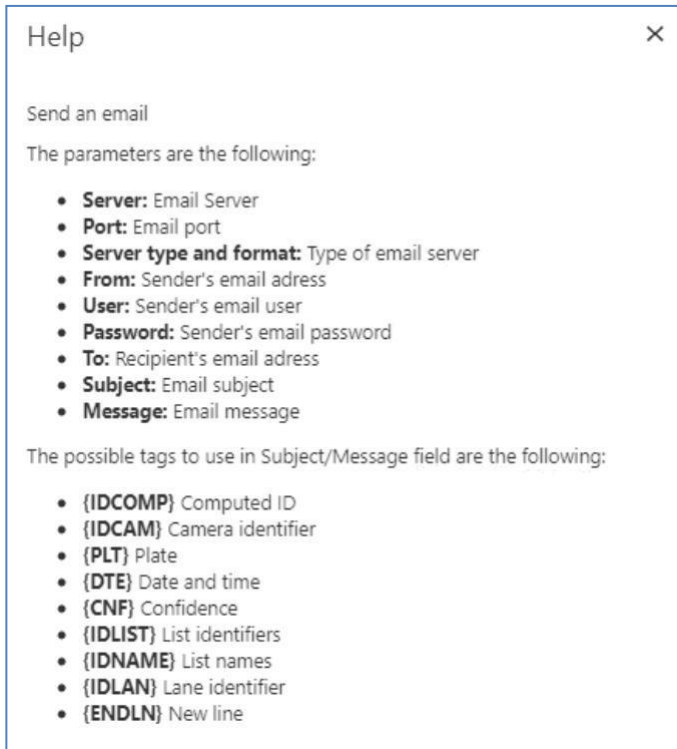 Help
Send an email
The parameters are the following:
• Server: Email Server
• Port: Email port
• Server type and format: Type of email server
• From: Sender's email adress
• User: Sender's email user
• Password: Sender's email password
• To: Recipient's email adress
• Subject: Email subject
• Message: Email message
The possible tags to use in Subject/Message field are the following:
• {IDCOMP} Computed ID
• {IDCAM} Camera identifier
• {PLT} Plate
• {DTE} Date and time
• {CNF} Confidence
• {IDLIST} List identifiers
• {IDNAME} List names
• {IDLAN} Lane identifier
• {ENDLN} New line